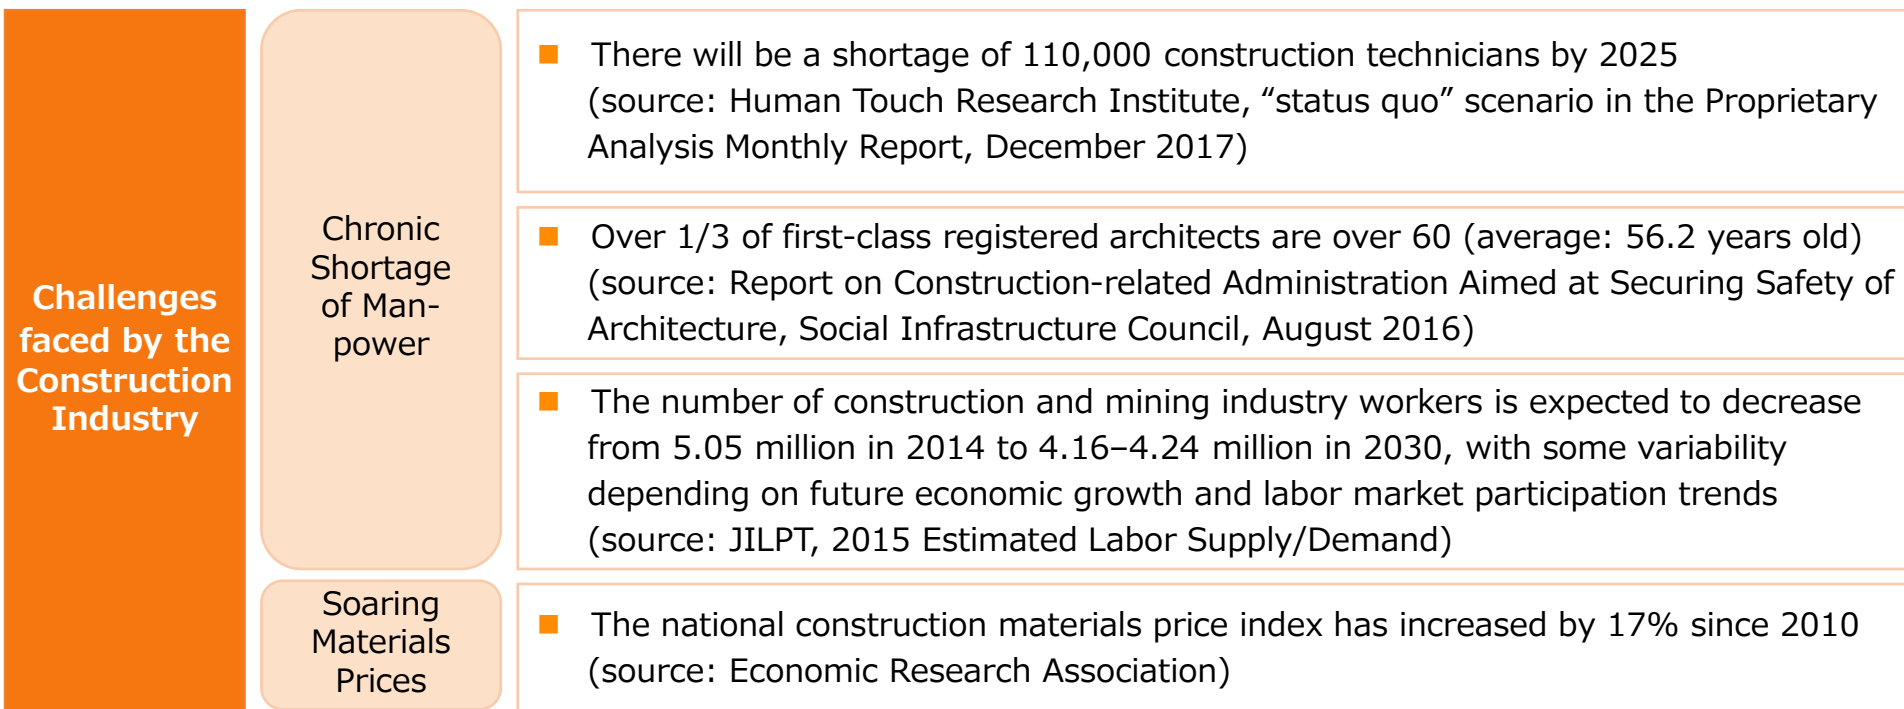 Challenges
faced by the
Construction
Industry
Chronic
Shortage
of Man-
power
■ There will be a shortage of 110,000 construction technicians by 2025
(source: Human Touch Research Institute, “status quo” scenario in the Proprietary
Analysis Monthly Report, December 2017)
■ Over 1/3 of first-class registered architects are over 60 (average: 56.2 years old)
(source: Report on Construction-related Administration Aimed at Securing Safety of
Architecture, Social Infrastructure Council, August 2016)
■ The number of construction and mining industry workers is expected to decrease
from 5.05 million in 2014 to 4.16–4.24 million in 2030, with some variability
depending on future economic growth and labor market participation trends
(source: JILPT, 2015 Estimated Labor Supply/Demand)
Soaring
Materials
Prices
■ The national construction materials price index has increased by 17% since 2010
(source: Economic Research Association)